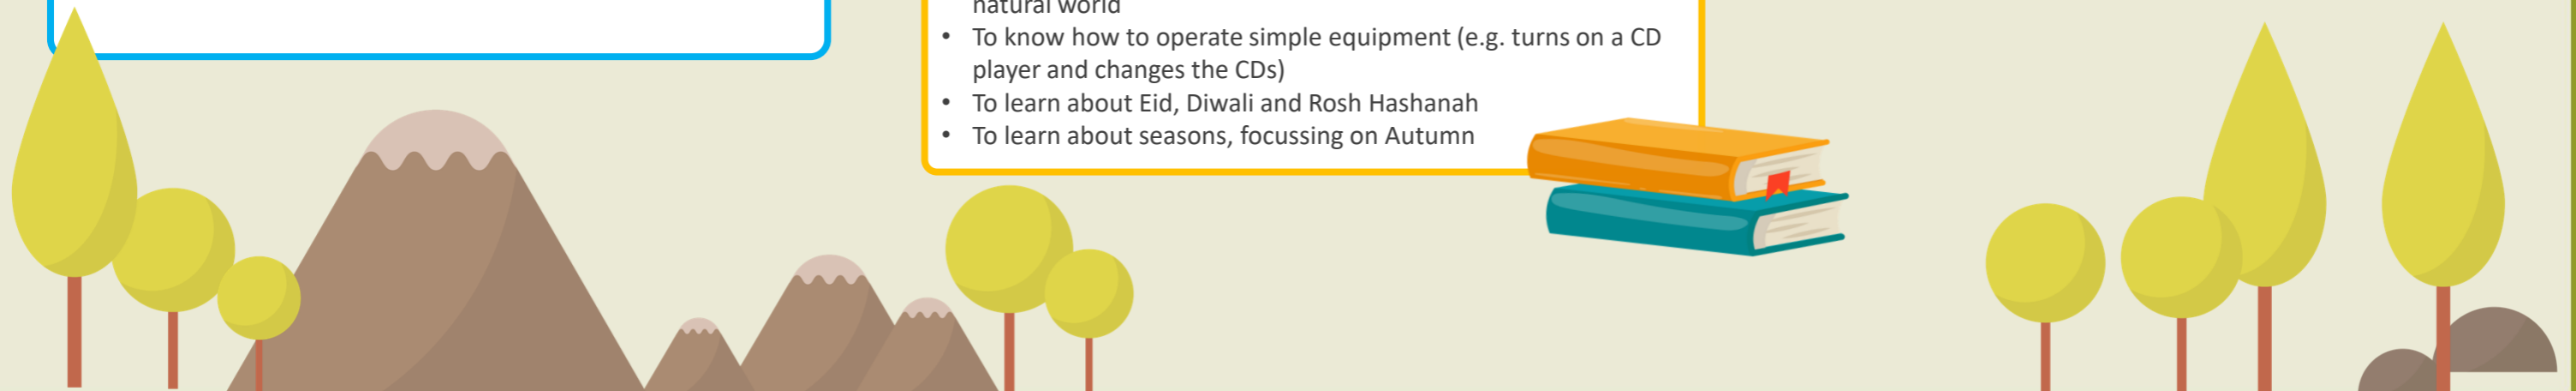 natural world
• To know how to operate simple equipment (e.g. turns on a CD
player and changes the CDs)
• To learn about Eid, Diwali and Rosh Hashanah
• To learn about seasons, focussing on Autumn